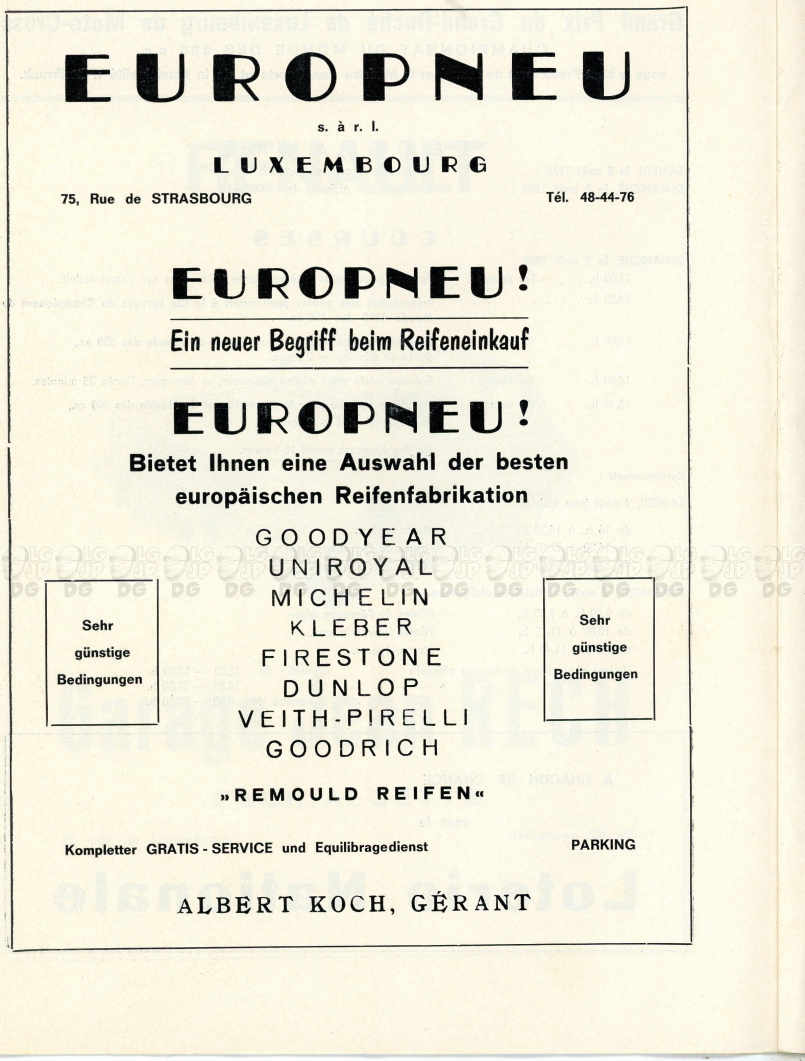 EUROPNEU
s. à r. l.
LUXEMBOURG
75, Rue de STRASBOURG
Tél. 48-44-76
EUROPNEU!
Ein neuer Begriff beim Reifeneinkauf
EUROPNEU!
Bietet Ihnen eine Auswahl der besten
europäischen Reifenfabrikation
GOODYEAR
UNIROYAL
MICHELIN
KLEBER
FIRESTONE
DUNLOP
VEITH-PIRELLI
GOODRICH
Sehr
günstige
Bedingungen
Sehr
günstige
Bedingungen
»REMOULD REIFEN«
Kompletter GRATIS - SERVICE und Equilibragedienst
PARKING
ALBERT KOCH, GÉRANT